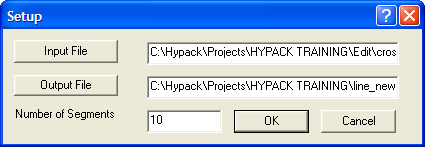 Setup
Input File
C:\Hypack\Projects\HYPACK TRAINING\Edit\cros
Output File
C:\Hypack\Projects\HYPACK TRAINING\line_new
Number of Segments
10
OK
Cancel